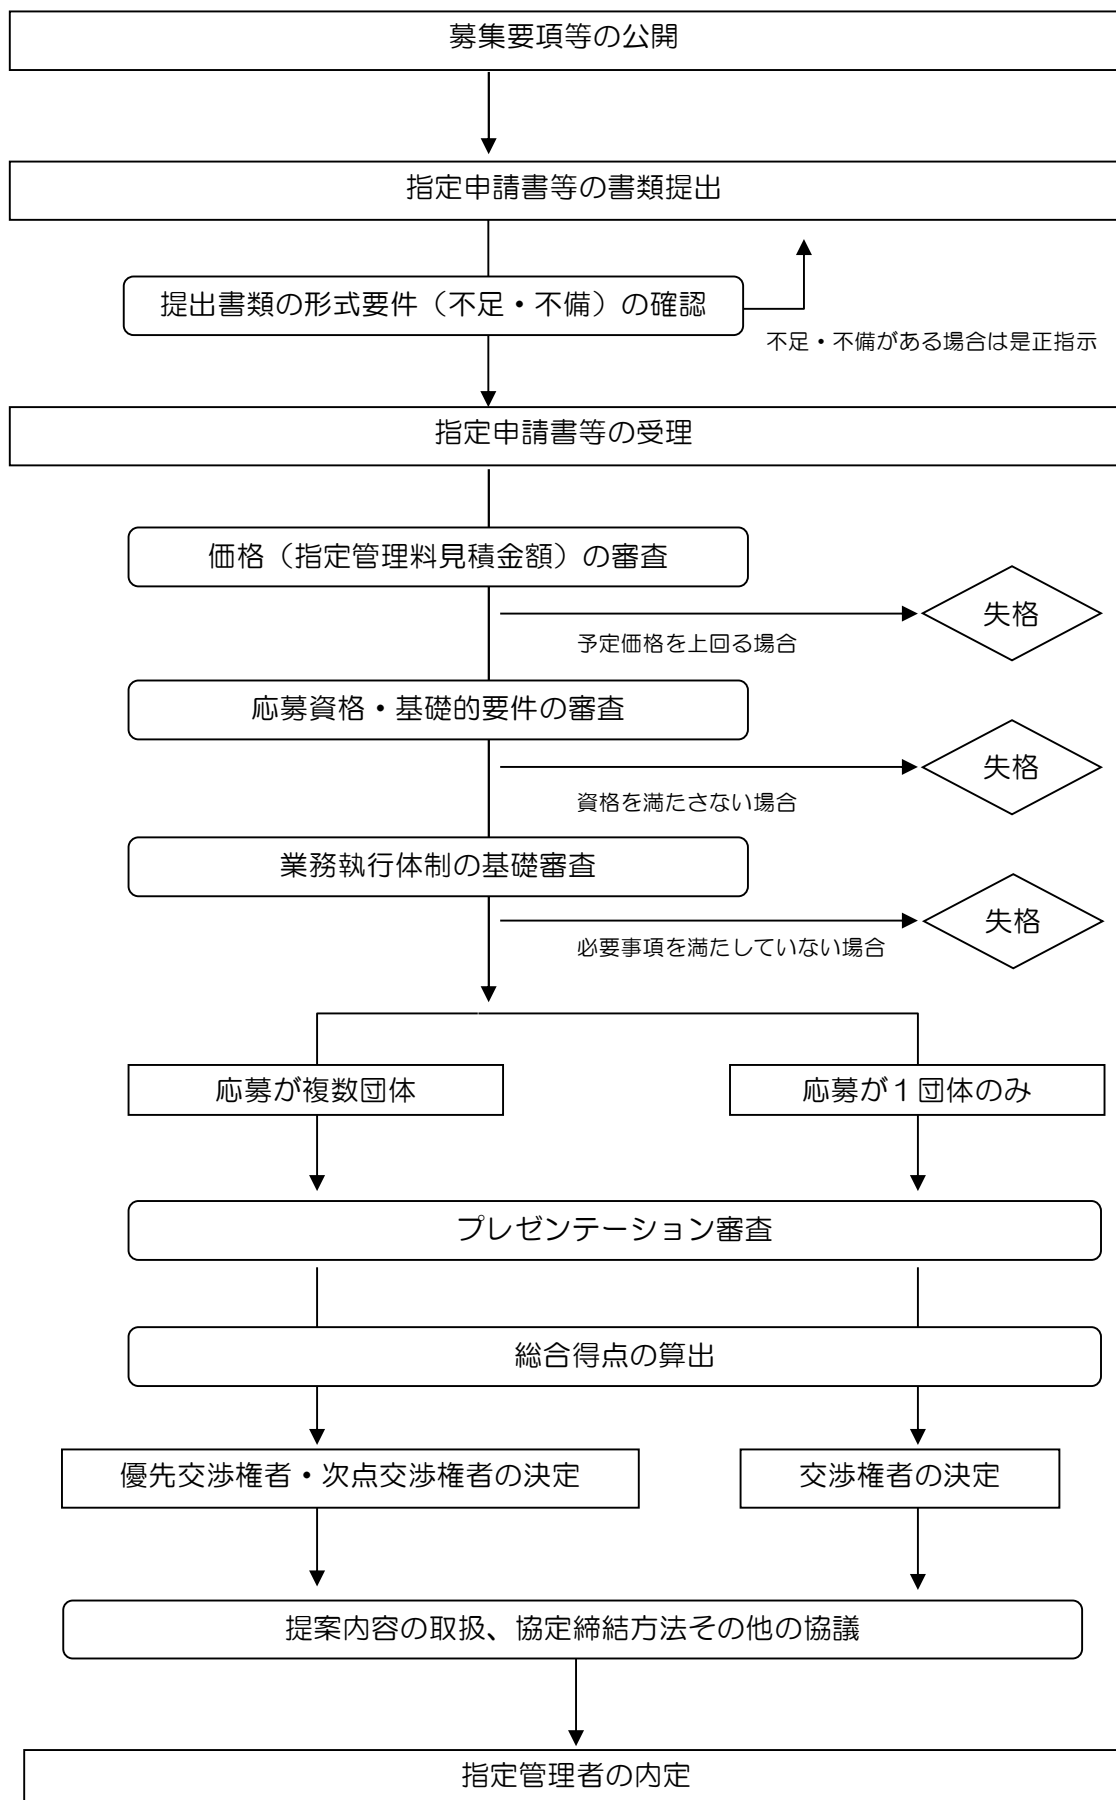 募集要項等の公開
指定申請書等の書類提出
提出書類の形式要件（不足・不備）の確認
不足・不備がある場合は是正指示
指定申請書等の受理
価格（指定管理料見積金額）の審査
失格
予定価格を上回る場合
応募資格・基礎的要件の審査
失格
資格を満たさない場合
業務執行体制の基礎審査
失格
必要事項を満たしていない場合
応募が複数団体
応募が１団体のみ
プレゼンテーション審査
総合得点の算出
優先交渉権者・次点交渉権者の決定
交渉権者の決定
提案内容の取扱、協定締結方法その他の協議
指定管理者の内定